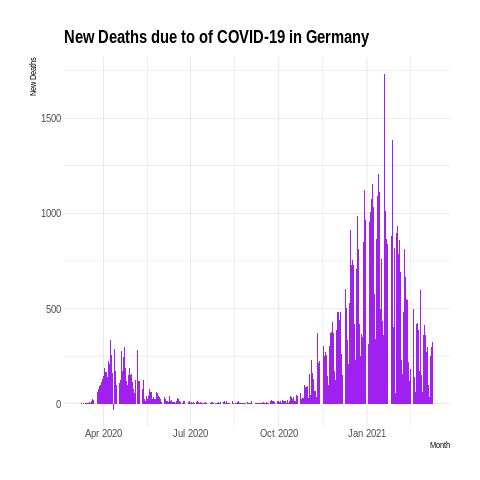 New Deaths due to of COVID-19 in Germany
New Deaths
1500
1000
500
0
Apr 2020 Jul 2020 Oct 2020 Jan 2021
Month